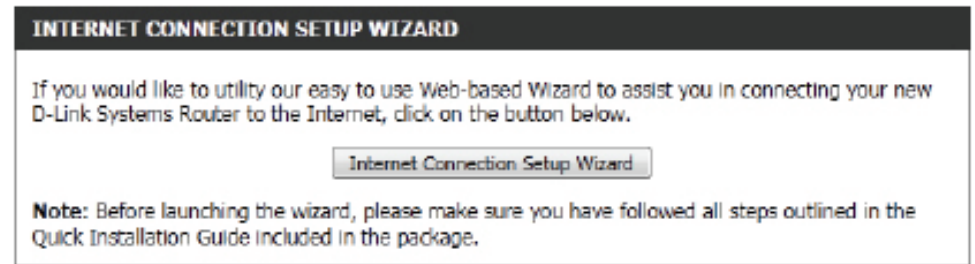 INTERNET CONNECTION SETUP WIZARD
If you would like to utility our easy to use Web-based Wizard to assist you in connecting your new
D-Link Systems Router to the Internet, click on the button below.
Internet Connection Setup Wizard
Note: Before launching the wizard, please make sure you have followed all steps outlined in the
Quick Installation Guide included in the package.